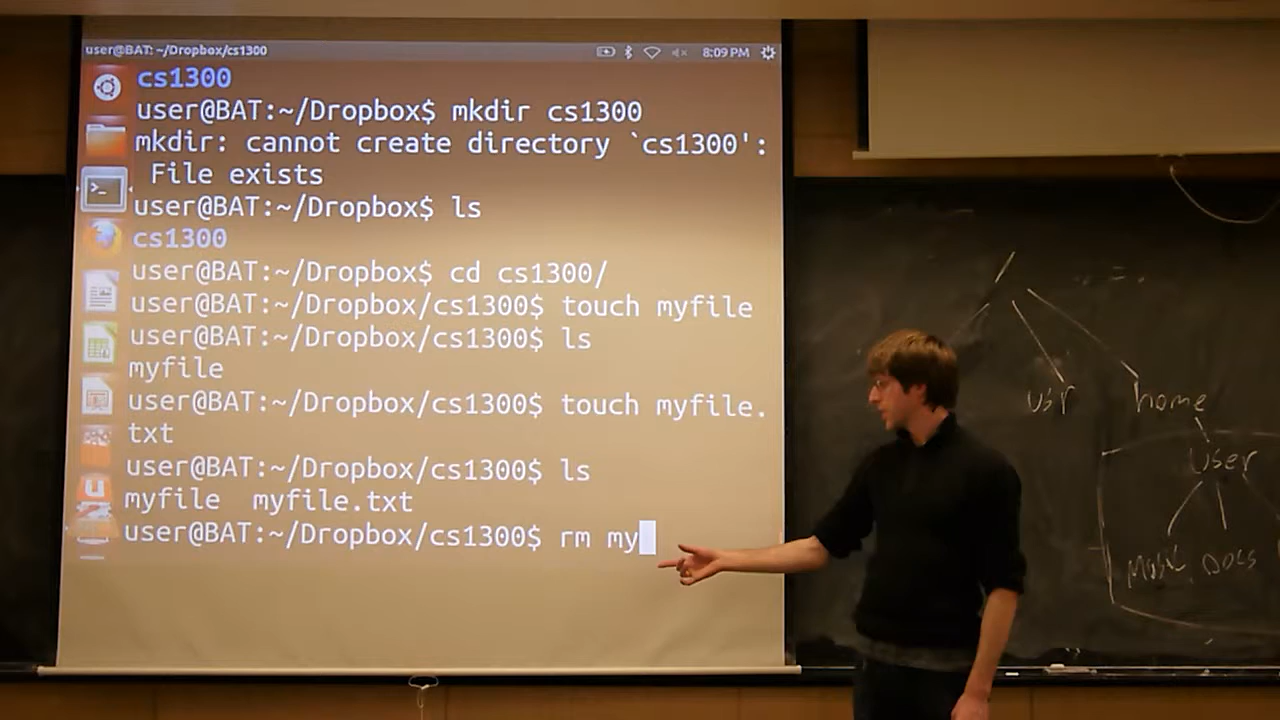 user@BAT: ~/Dropbox/cs1300
8:09 PM
cs1300
user@BAT:~/Dropbox$ mkdir cs1300
mkdir: cannot create directory `cs1300':
File exists
user@BAT:~/Dropbox$ ls
cs1300
user@BAT:~/Dropbox$ cd cs1300/
user@BAT:~/Dropbox/cs1300$ touch myfile
user@BAT:~/Dropbox/cs1300$ ls
myfile
user@BAT:~/Dropbox/cs1300$ touch myfile.
txt
user@BAT:~/Dropbox/cs1300$ ls
myfile  myfile.txt
user@BAT:~/Dropbox/cs1300$ rm my
usr
home
user
Music
Docs